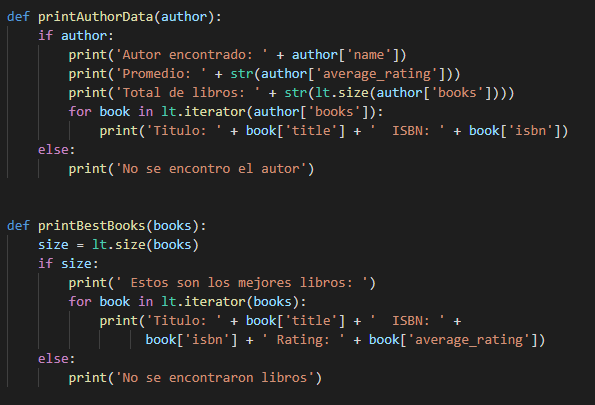 def printAuthorData(author):
    if author:
        print('Autor encontrado: ' + author['name'])
        print('Promedio: ' + str(author['average_rating']))
        print('Total de libros: ' + str(lt.size(author['books'])))
        for book in lt.iterator(author['books']):
            print('Titulo: ' + book['title'] + '  ISBN: ' + book['isbn'])
    else:
        print('No se encontro el autor')
def printBestBooks(books):
    size = lt.size(books)
    if size:
        print(' Estos son los mejores libros: ')
        for book in lt.iterator(books):
            print('Titulo: ' + book['title'] + '  ISBN: ' +
                  book['isbn'] + ' Rating: ' + book['average_rating'])
    else:
        print('No se encontraron libros')